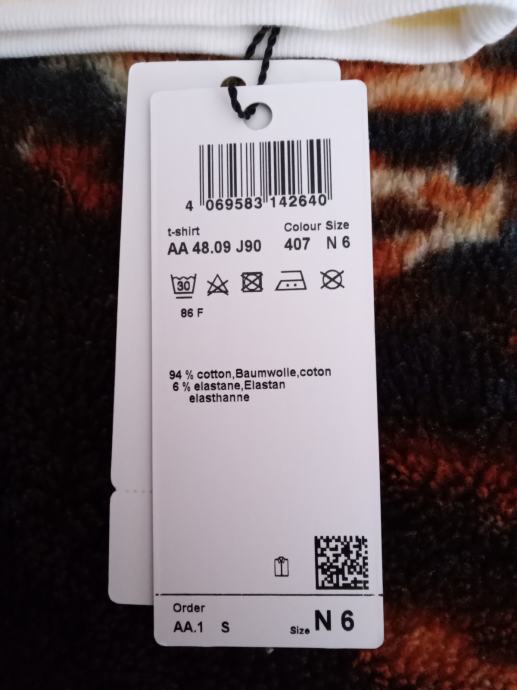 4 069583 142640
t-shirt Colour Size
AA 48.09 J90 407 N 6
30
86 F
94 % cotton,Baumwolle,coton
6 % elastane,Elastan
elasthanne
Order
AA.1 S Size N 6